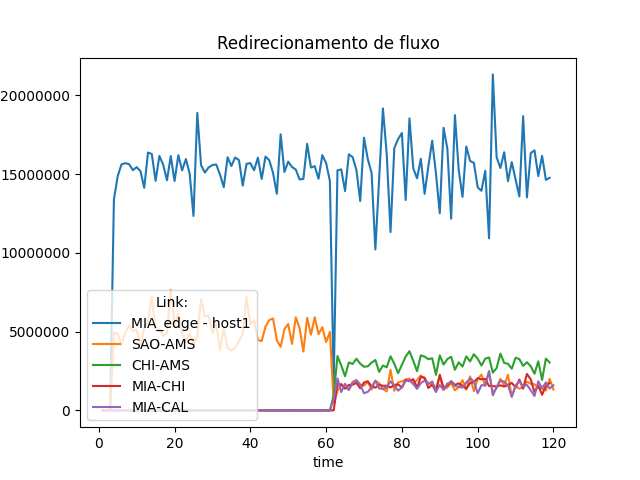 Redirecionamento de fluxo
20000000
15000000
10000000
5000000
0
Link:
MIA_edge - host1
SAO-AMS
CHI-AMS
MIA-CHI
MIA-CAL
0 20 40 60 80 100 120
time